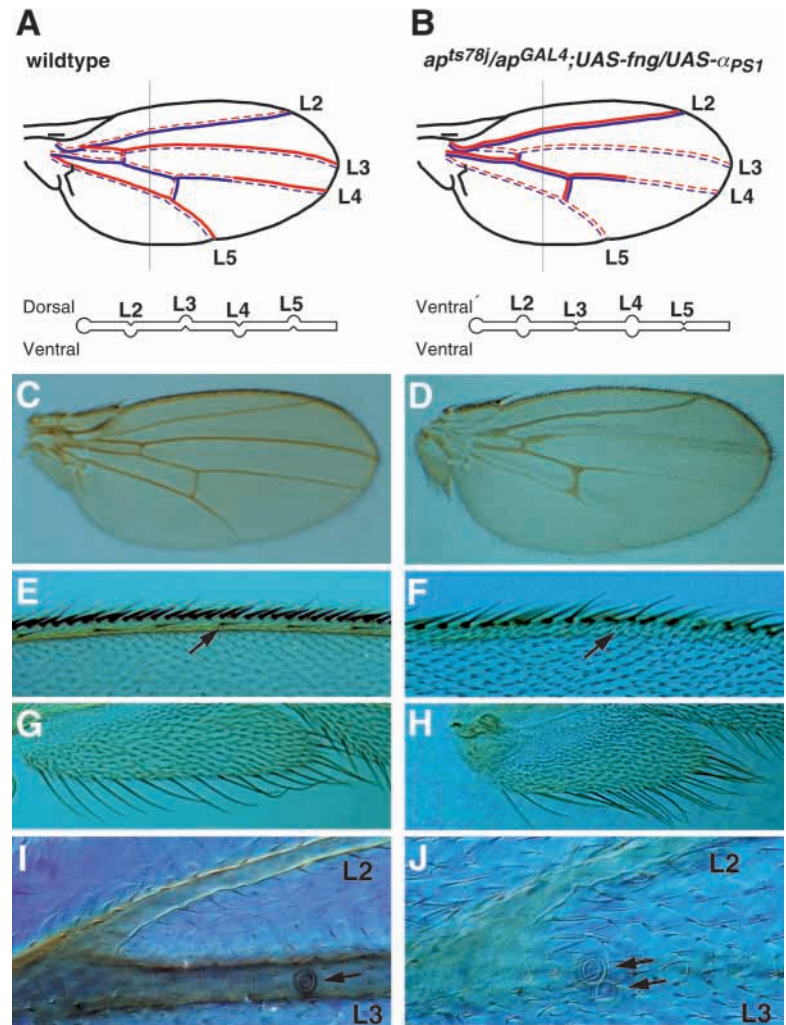 A
wildtype
L2
L3
L4
L5
Dorsal
L2 L3 L4 L5
Ventral
B
ap^ts78j/ap^GAL4;UAS-fng/UAS-α_PS1
L2
L3
L4
L5
Ventral´
L2 L3 L4 L5
Ventral
C
D
E
F
G
H
I
L2
L3
J
L2
L3